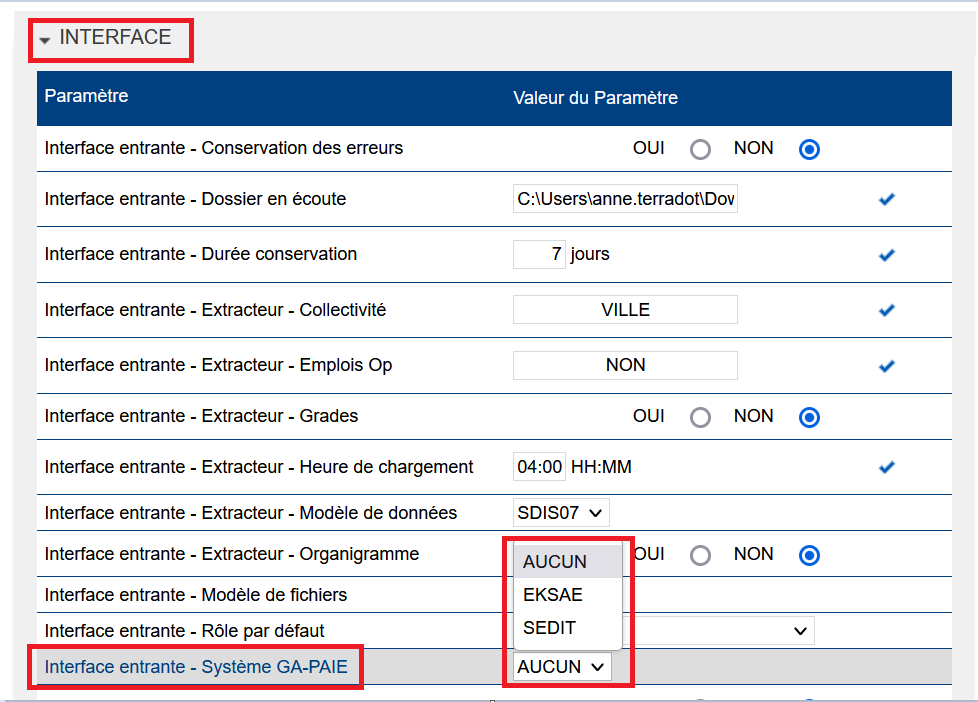 INTERFACE
Paramètre Valeur du Paramètre
Interface entrante - Conservation des erreurs OUI NON
Interface entrante - Dossier en écoute C:\Users\anne.terradot\Dow
Interface entrante - Durée conservation 7 jours
Interface entrante - Extracteur - Collectivité VILLE
Interface entrante - Extracteur - Emplois Op NON
Interface entrante - Extracteur - Grades OUI NON
Interface entrante - Extracteur - Heure de chargement 04:00 HH:MM
Interface entrante - Extracteur - Modèle de données SDIS07
Interface entrante - Extracteur - Organigramme OUI NON
AUCUN
EKSAE
Interface entrante - Modèle de fichiers
SEDIT
Interface entrante - Rôle par défaut
Interface entrante - Système GA-PAIE AUCUN